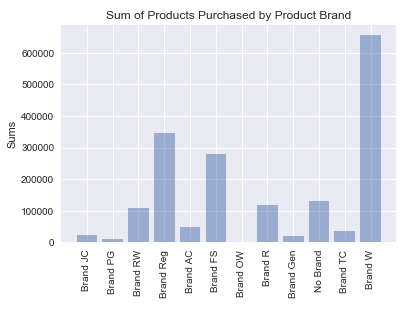 Sum of Products Purchased by Product Brand
Sums
600000
500000
400000
300000
200000
100000
0
Brand JC
Brand PG
Brand RW
Brand Reg
Brand AC
Brand FS
Brand OW
Brand R
Brand Gen
No Brand
Brand TC
Brand W